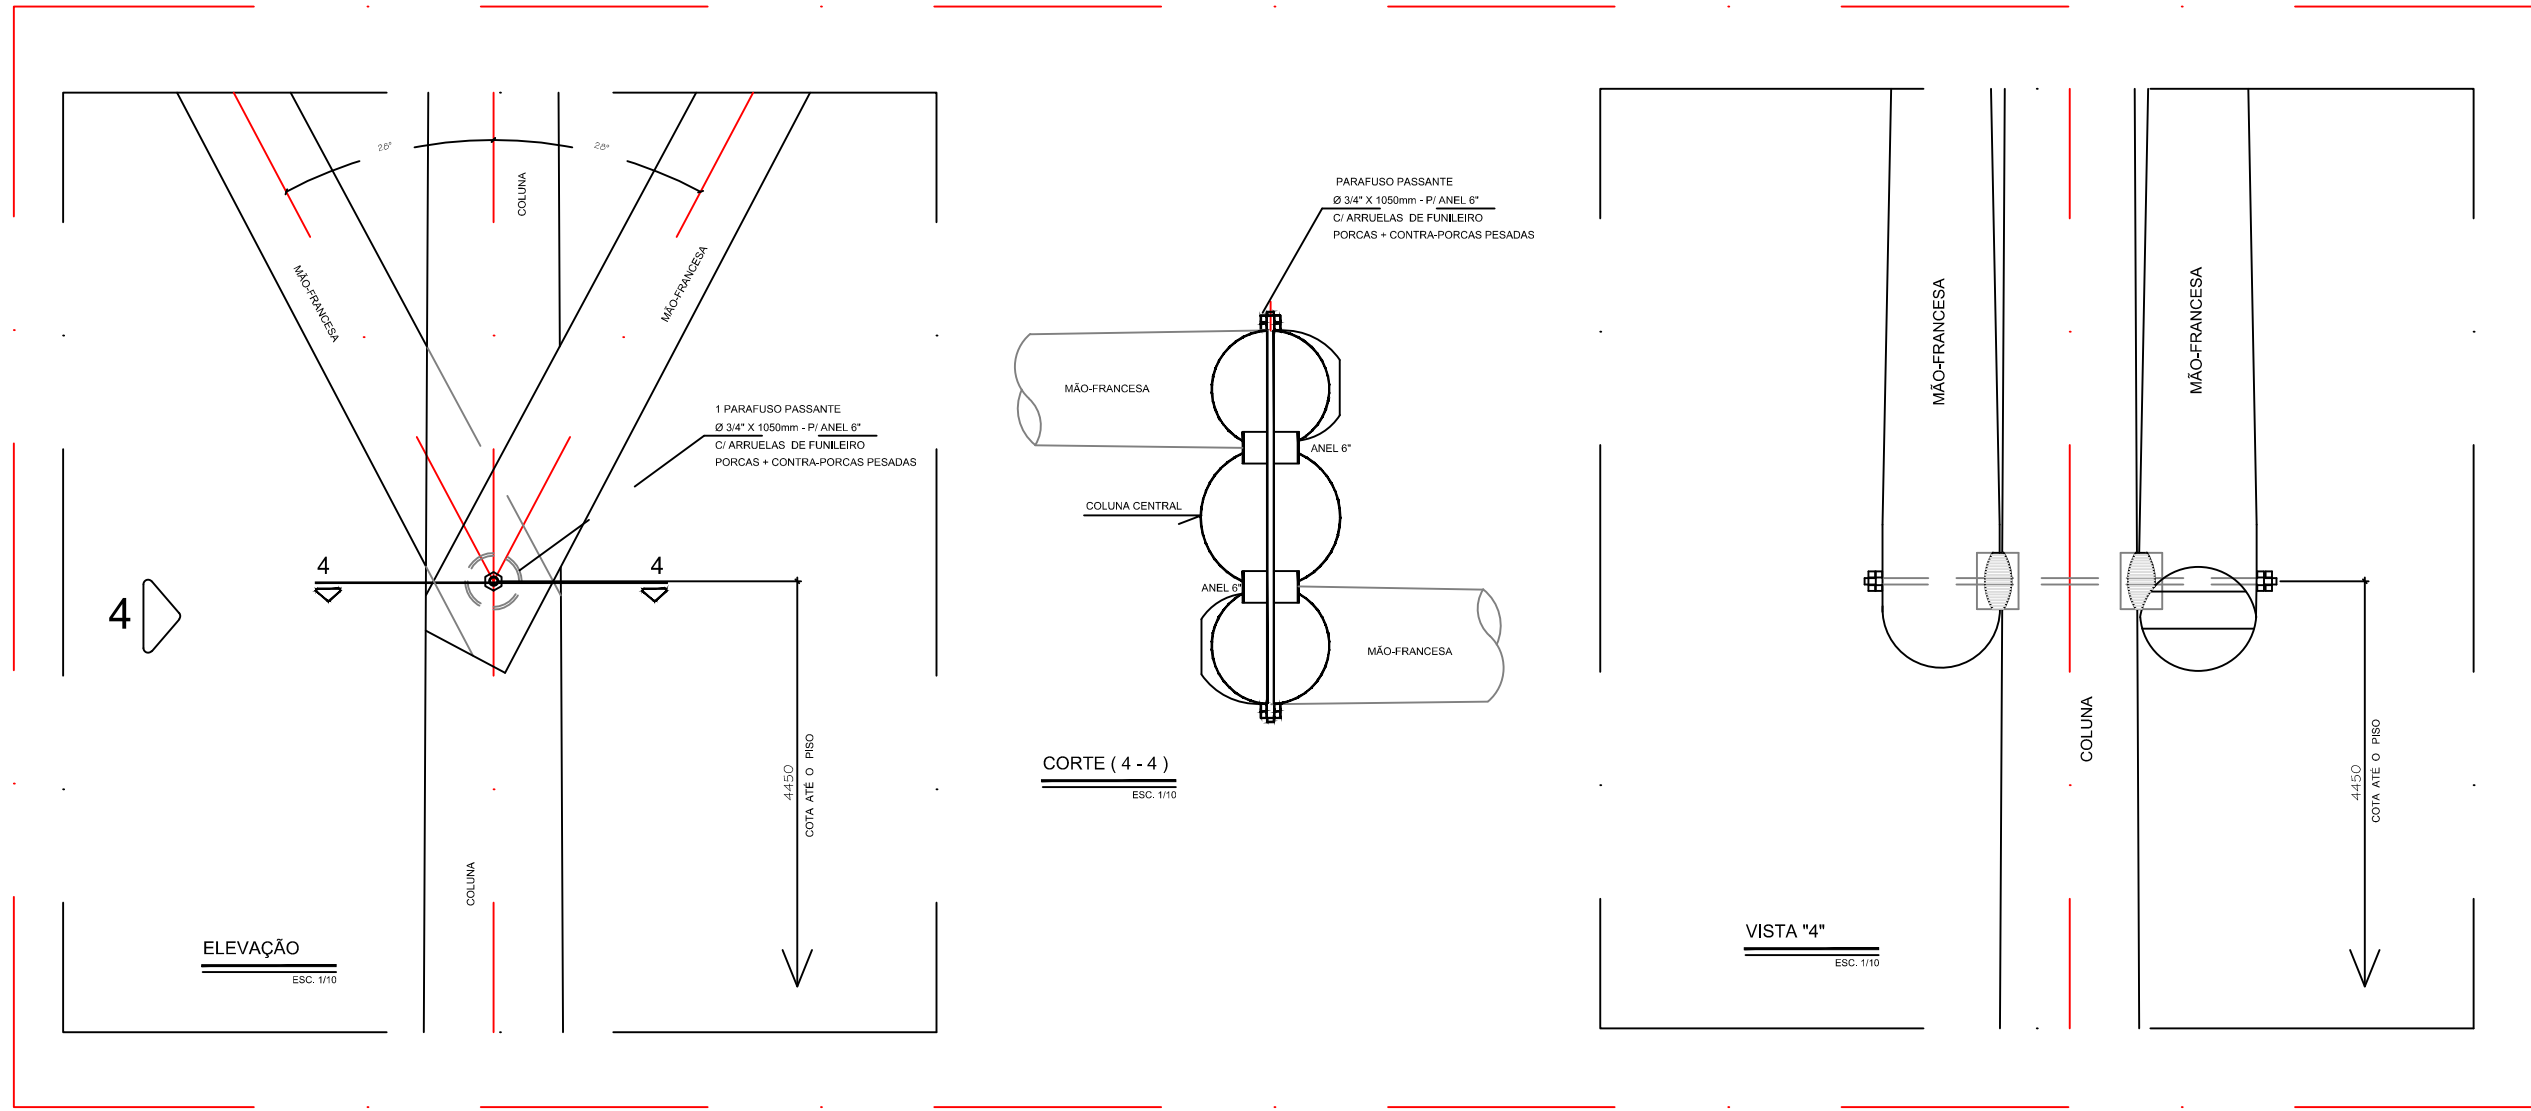 28°
28°
COLUNA
MÃO-FRANCESA
MÃO-FRANCESA
1 PARAFUSO PASSANTE
Ø 3/4" X 1050mm - P/ ANEL 6"
C/ ARRUELAS DE FUNILEIRO
PORCAS + CONTRA-PORCAS PESADAS
4
4
4
4450
COTA ATÉ O PISO
COLUNA
ELEVAÇÃO
ESC. 1/10
PARAFUSO PASSANTE
Ø 3/4" X 1050mm - P/ ANEL 6"
C/ ARRUELAS DE FUNILEIRO
PORCAS + CONTRA-PORCAS PESADAS
MÃO-FRANCESA
ANEL 6"
COLUNA CENTRAL
ANEL 6"
MÃO-FRANCESA
CORTE ( 4 - 4 )
ESC. 1/10
MÃO-FRANCESA
MÃO-FRANCESA
COLUNA
4450
COTA ATÉ O PISO
VISTA "4"
ESC. 1/10